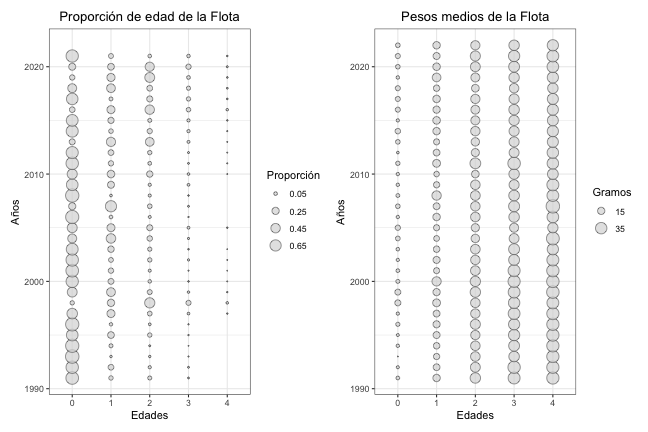 Proporción de edad de la Flota
2020
2010
2000
1990
Años
0 1 2 3 4
Edades
Proporción
0.05
0.25
0.45
0.65
Pesos medios de la Flota
2020
2010
2000
1990
Años
0 1 2 3 4
Edades
Gramos
15
35